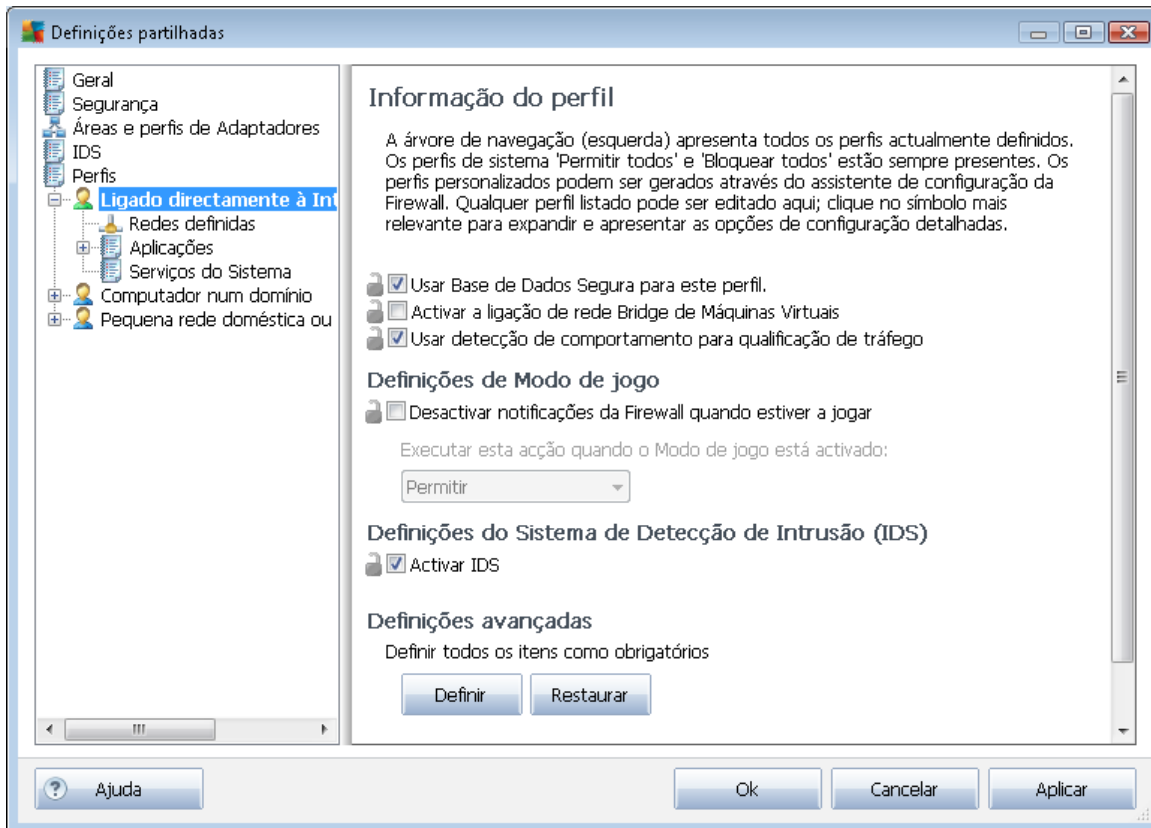 Definições partilhadas
Geral
Segurança
Áreas e perfis de Adaptadores
IDS
Perfis
Ligado directamente à Int
Redes definidas
Aplicações
Serviços do Sistema
Computador num domínio
Pequena rede doméstica ou
Informação do perfil
A árvore de navegação (esquerda) apresenta todos os perfis actualmente definidos.
Os perfis de sistema 'Permitir todos' e 'Bloquear todos' estão sempre presentes. Os
perfis personalizados podem ser gerados através do assistente de configuração da
Firewall. Qualquer perfil listado pode ser editado aqui; clique no símbolo mais
relevante para expandir e apresentar as opções de configuração detalhadas.
Usar Base de Dados Segura para este perfil.
Activar a ligação de rede Bridge de Máquinas Virtuais
Usar detecção de comportamento para qualificação de tráfego
Definições de Modo de jogo
Desactivar notificações da Firewall quando estiver a jogar
Executar esta acção quando o Modo de jogo está activado:
Permitir
Definições do Sistema de Detecção de Intrusão (IDS)
Activar IDS
Definições avançadas
Definir todos os itens como obrigatórios
Definir Restaurar
Ajuda Ok Cancelar Aplicar